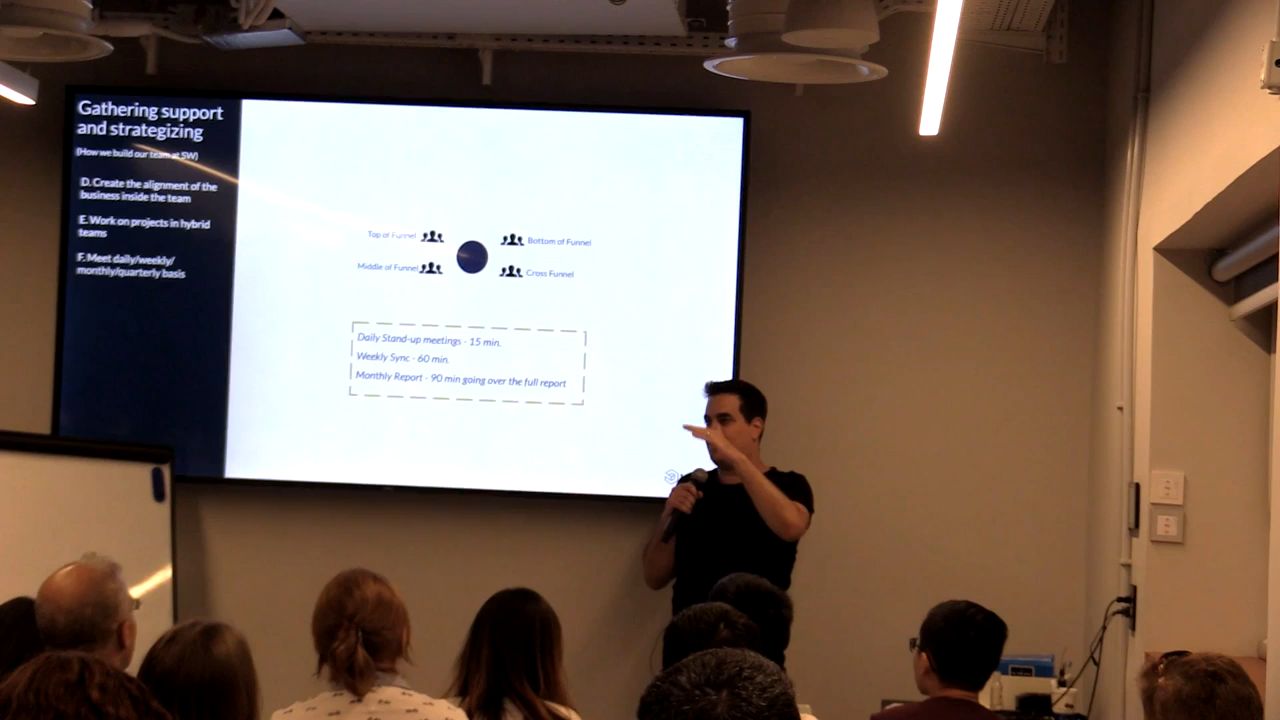 Gathering support
and strategizing
(How we build our team at SW)
D. Create the alignment of the
business inside the team
E. Work on projects in hybrid
teams
F. Meet daily/weekly/
monthly/quarterly basis
Top of Funnel
Bottom of Funnel
Middle of Funnel
Cross Funnel
Daily Stand-up meetings - 15 min.
Weekly Sync - 60 min.
Monthly Report - 90 min going over the full report